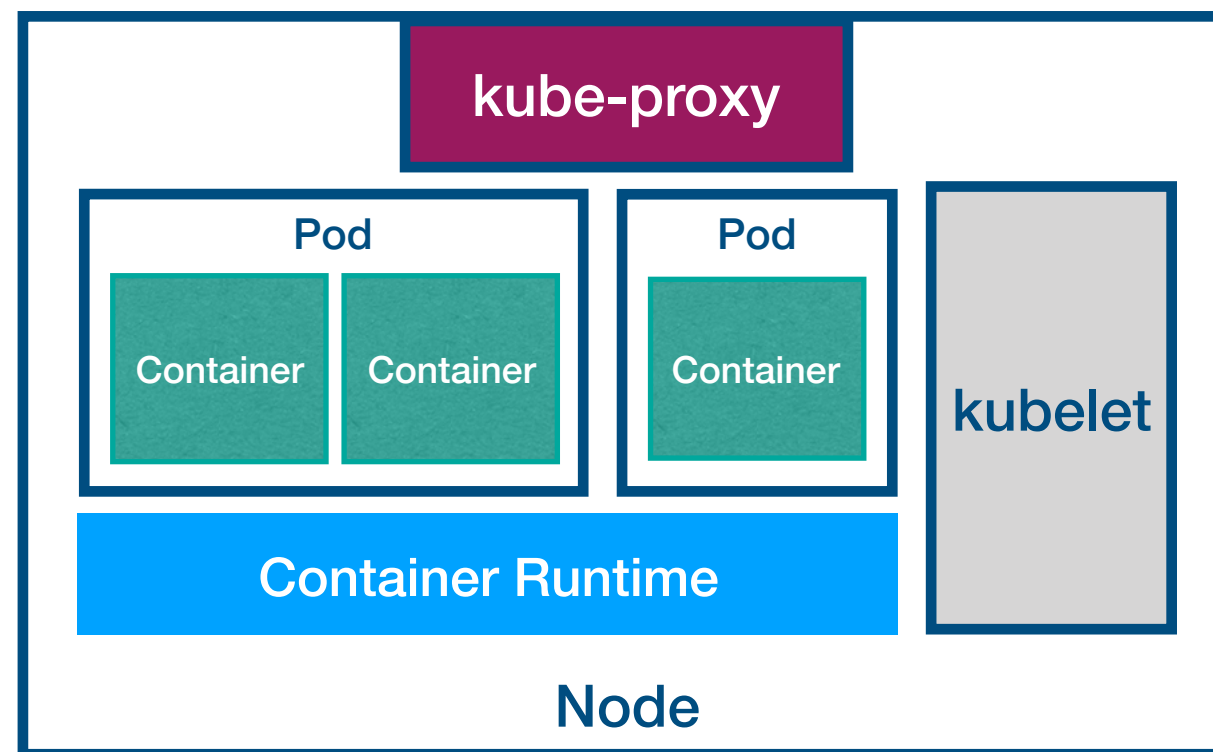 kube-proxy
Pod
Container
Container
Pod
Container
kubelet
Container Runtime
Node